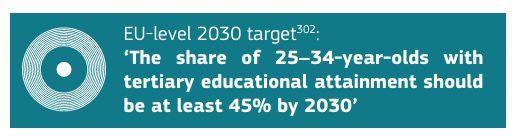 EU-level 2030 target³⁰²:
‘The share of 25–34-year-olds with
tertiary educational attainment should
be at least 45% by 2030’